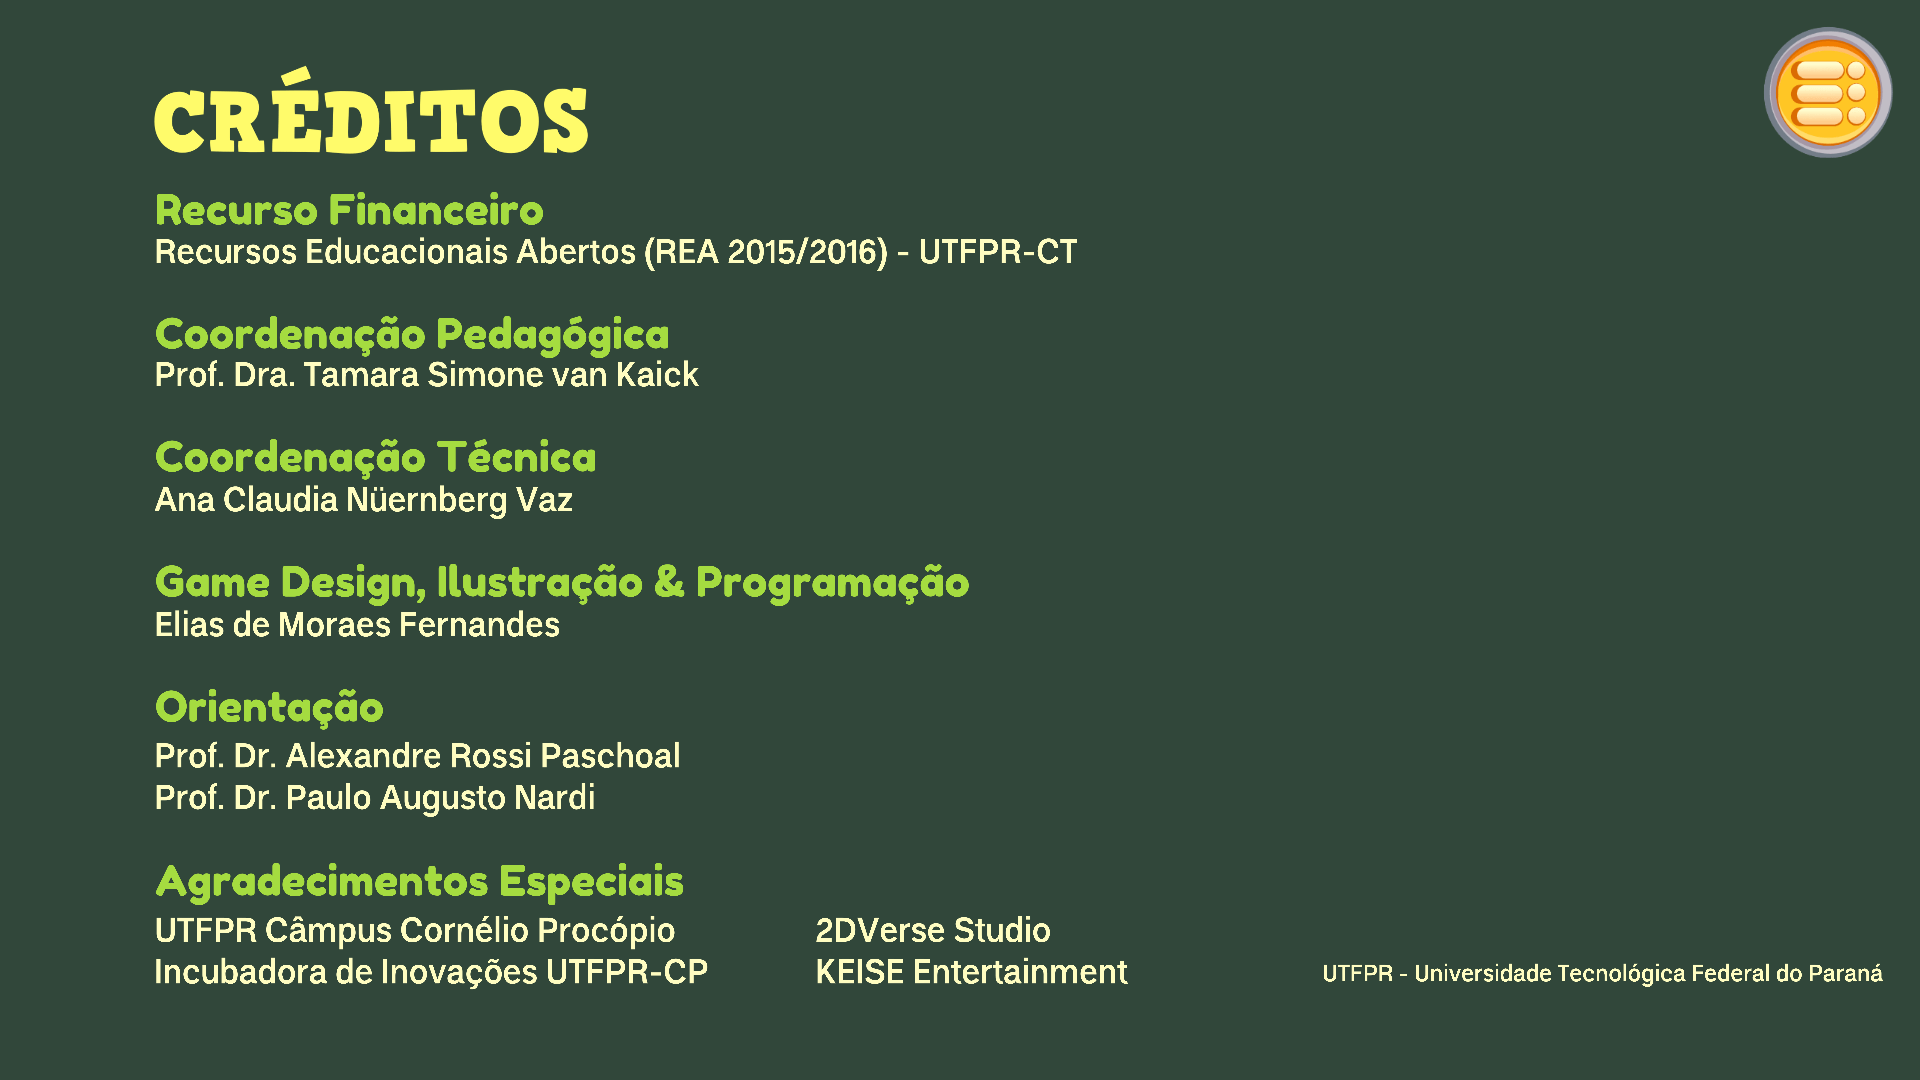 CRÉDITOS
Recurso Financeiro
Recursos Educacionais Abertos (REA 2015/2016) - UTFPR-CT
Coordenação Pedagógica
Prof. Dra. Tamara Simone van Kaick
Coordenação Técnica
Ana Claudia Nüernberg Vaz
Game Design, Ilustração & Programação
Elias de Moraes Fernandes
Orientação
Prof. Dr. Alexandre Rossi Paschoal
Prof. Dr. Paulo Augusto Nardi
Agradecimentos Especiais
UTFPR Câmpus Cornélio Procópio
Incubadora de Inovações UTFPR-CP
2DVerse Studio
KEISE Entertainment
UTFPR - Universidade Tecnológica Federal do Paraná